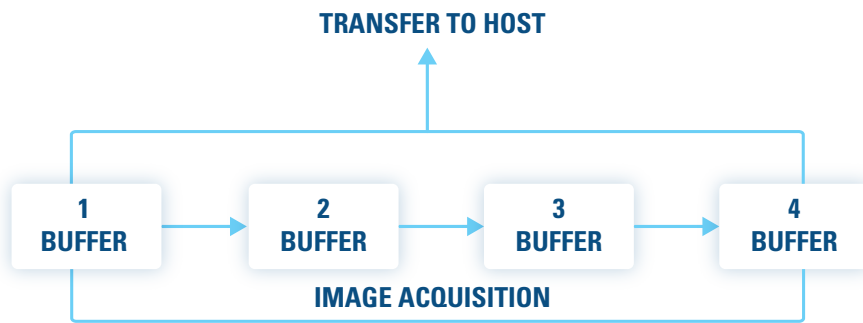 TRANSFER TO HOST
1
BUFFER
2
BUFFER
3
BUFFER
4
BUFFER
IMAGE ACQUISITION